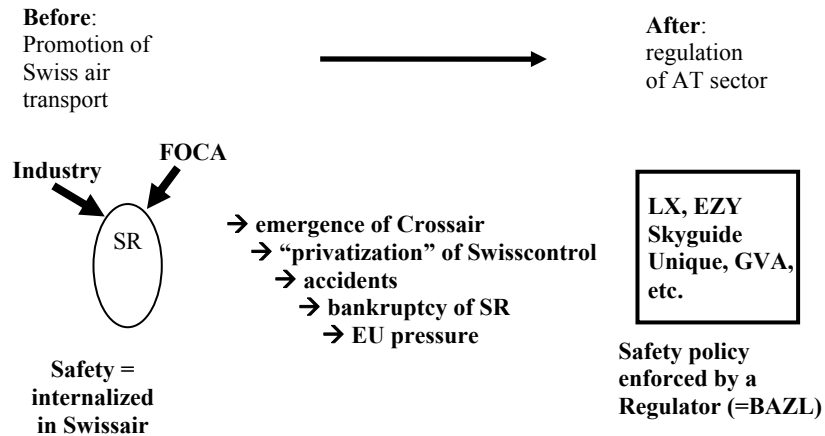 Before:
Promotion of
Swiss air
transport
After:
regulation
of AT sector
FOCA
Industry
SR
→ emergence of Crossair
→ “privatization” of Swisscontrol
→ accidents
→ bankruptcy of SR
→ EU pressure
LX, EZY
Skyguide
Unique, GVA,
etc.
Safety =
internalized
in Swissair
Safety policy
enforced by a
Regulator (=BAZL)